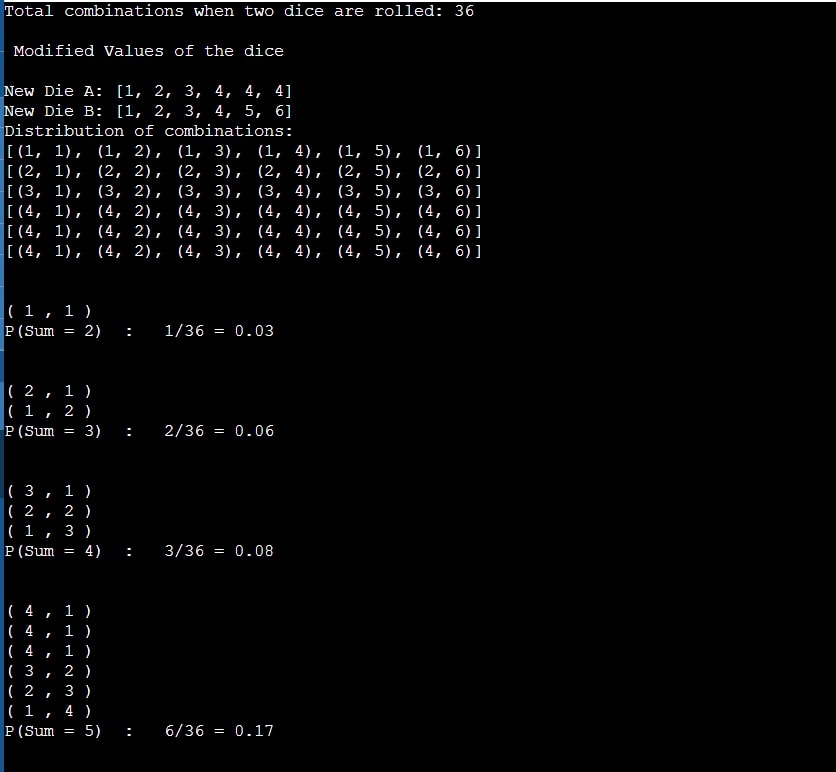 Total combinations when two dice are rolled: 36
Modified Values of the dice
New Die A: [1, 2, 3, 4, 4, 4]
New Die B: [1, 2, 3, 4, 5, 6]
Distribution of combinations:
[(1, 1), (1, 2), (1, 3), (1, 4), (1, 5), (1, 6)]
[(2, 1), (2, 2), (2, 3), (2, 4), (2, 5), (2, 6)]
[(3, 1), (3, 2), (3, 3), (3, 4), (3, 5), (3, 6)]
[(4, 1), (4, 2), (4, 3), (4, 4), (4, 5), (4, 6)]
[(4, 1), (4, 2), (4, 3), (4, 4), (4, 5), (4, 6)]
[(4, 1), (4, 2), (4, 3), (4, 4), (4, 5), (4, 6)]
( 1 , 1 )
P(Sum = 2)  :   1/36 = 0.03
( 2 , 1 )
( 1 , 2 )
P(Sum = 3)  :   2/36 = 0.06
( 3 , 1 )
( 2 , 2 )
( 1 , 3 )
P(Sum = 4)  :   3/36 = 0.08
( 4 , 1 )
( 4 , 1 )
( 4 , 1 )
( 3 , 2 )
( 2 , 3 )
( 1 , 4 )
P(Sum = 5)  :   6/36 = 0.17